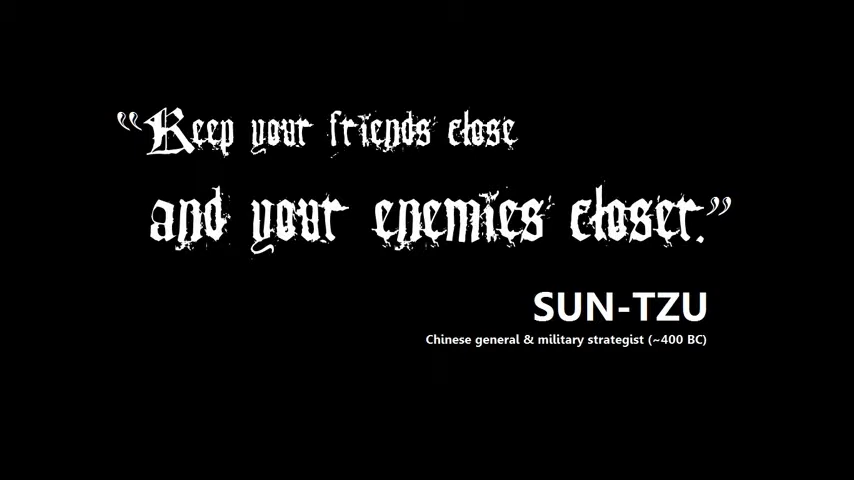 “Keep your friends close
and your enemies closer.”
SUN-TZU
Chinese general & military strategist (~400 BC)